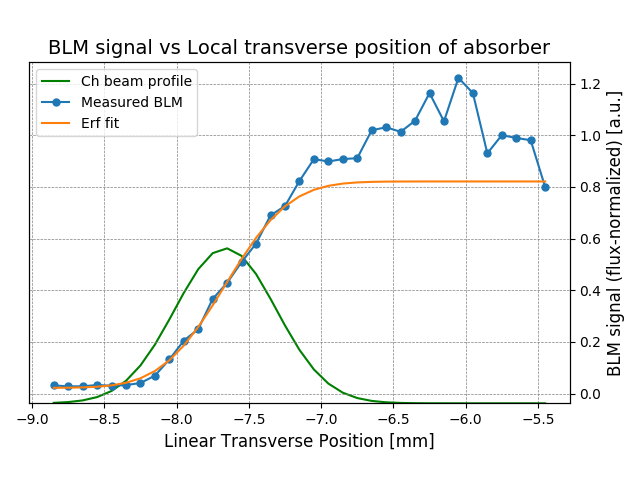 BLM signal vs Local transverse position of absorber
Ch beam profile
Measured BLM
Erf fit
1.2
1.0
0.8
0.6
0.4
0.2
0.0
BLM signal (flux-normalized) [a.u.]
−9.0 −8.5 −8.0 −7.5 −7.0 −6.5 −6.0 −5.5
Linear Transverse Position [mm]